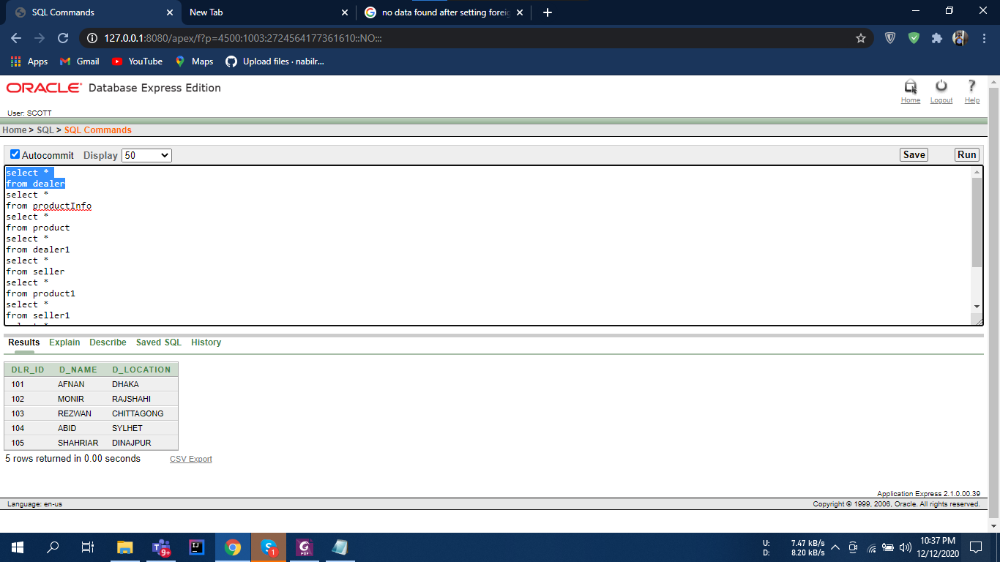 SQL Commands
New Tab
no data found after setting foreig
127.0.0.1:8080/apex/f?p=4500:1003:2724564177361610::NO:::
Apps Gmail YouTube Maps Upload files · nabilr...
ORACLE Database Express Edition
Home Logout Help
User: SCOTT
Home > SQL > SQL Commands
Autocommit Display 50 Save Run
select *
from dealer
select *
from productInfo
select *
from product
select *
from dealer1
select *
from seller
select *
from product1
select *
from seller1
Results Explain Describe Saved SQL History
DLR_ID D_NAME D_LOCATION
101 AFNAN DHAKA
102 MONIR RAJSHAHI
103 REZWAN CHITTAGONG
104 ABID SYLHET
105 SHAHRIAR DINAJPUR
5 rows returned in 0.00 seconds CSV Export
Application Express 2.1.0.00.39
Language: en-us Copyright © 1999, 2006, Oracle. All rights reserved.
U: 7.47 kB/s
D: 8.20 kB/s
10:37 PM
12/12/2020
9+
IJ
1
PDF